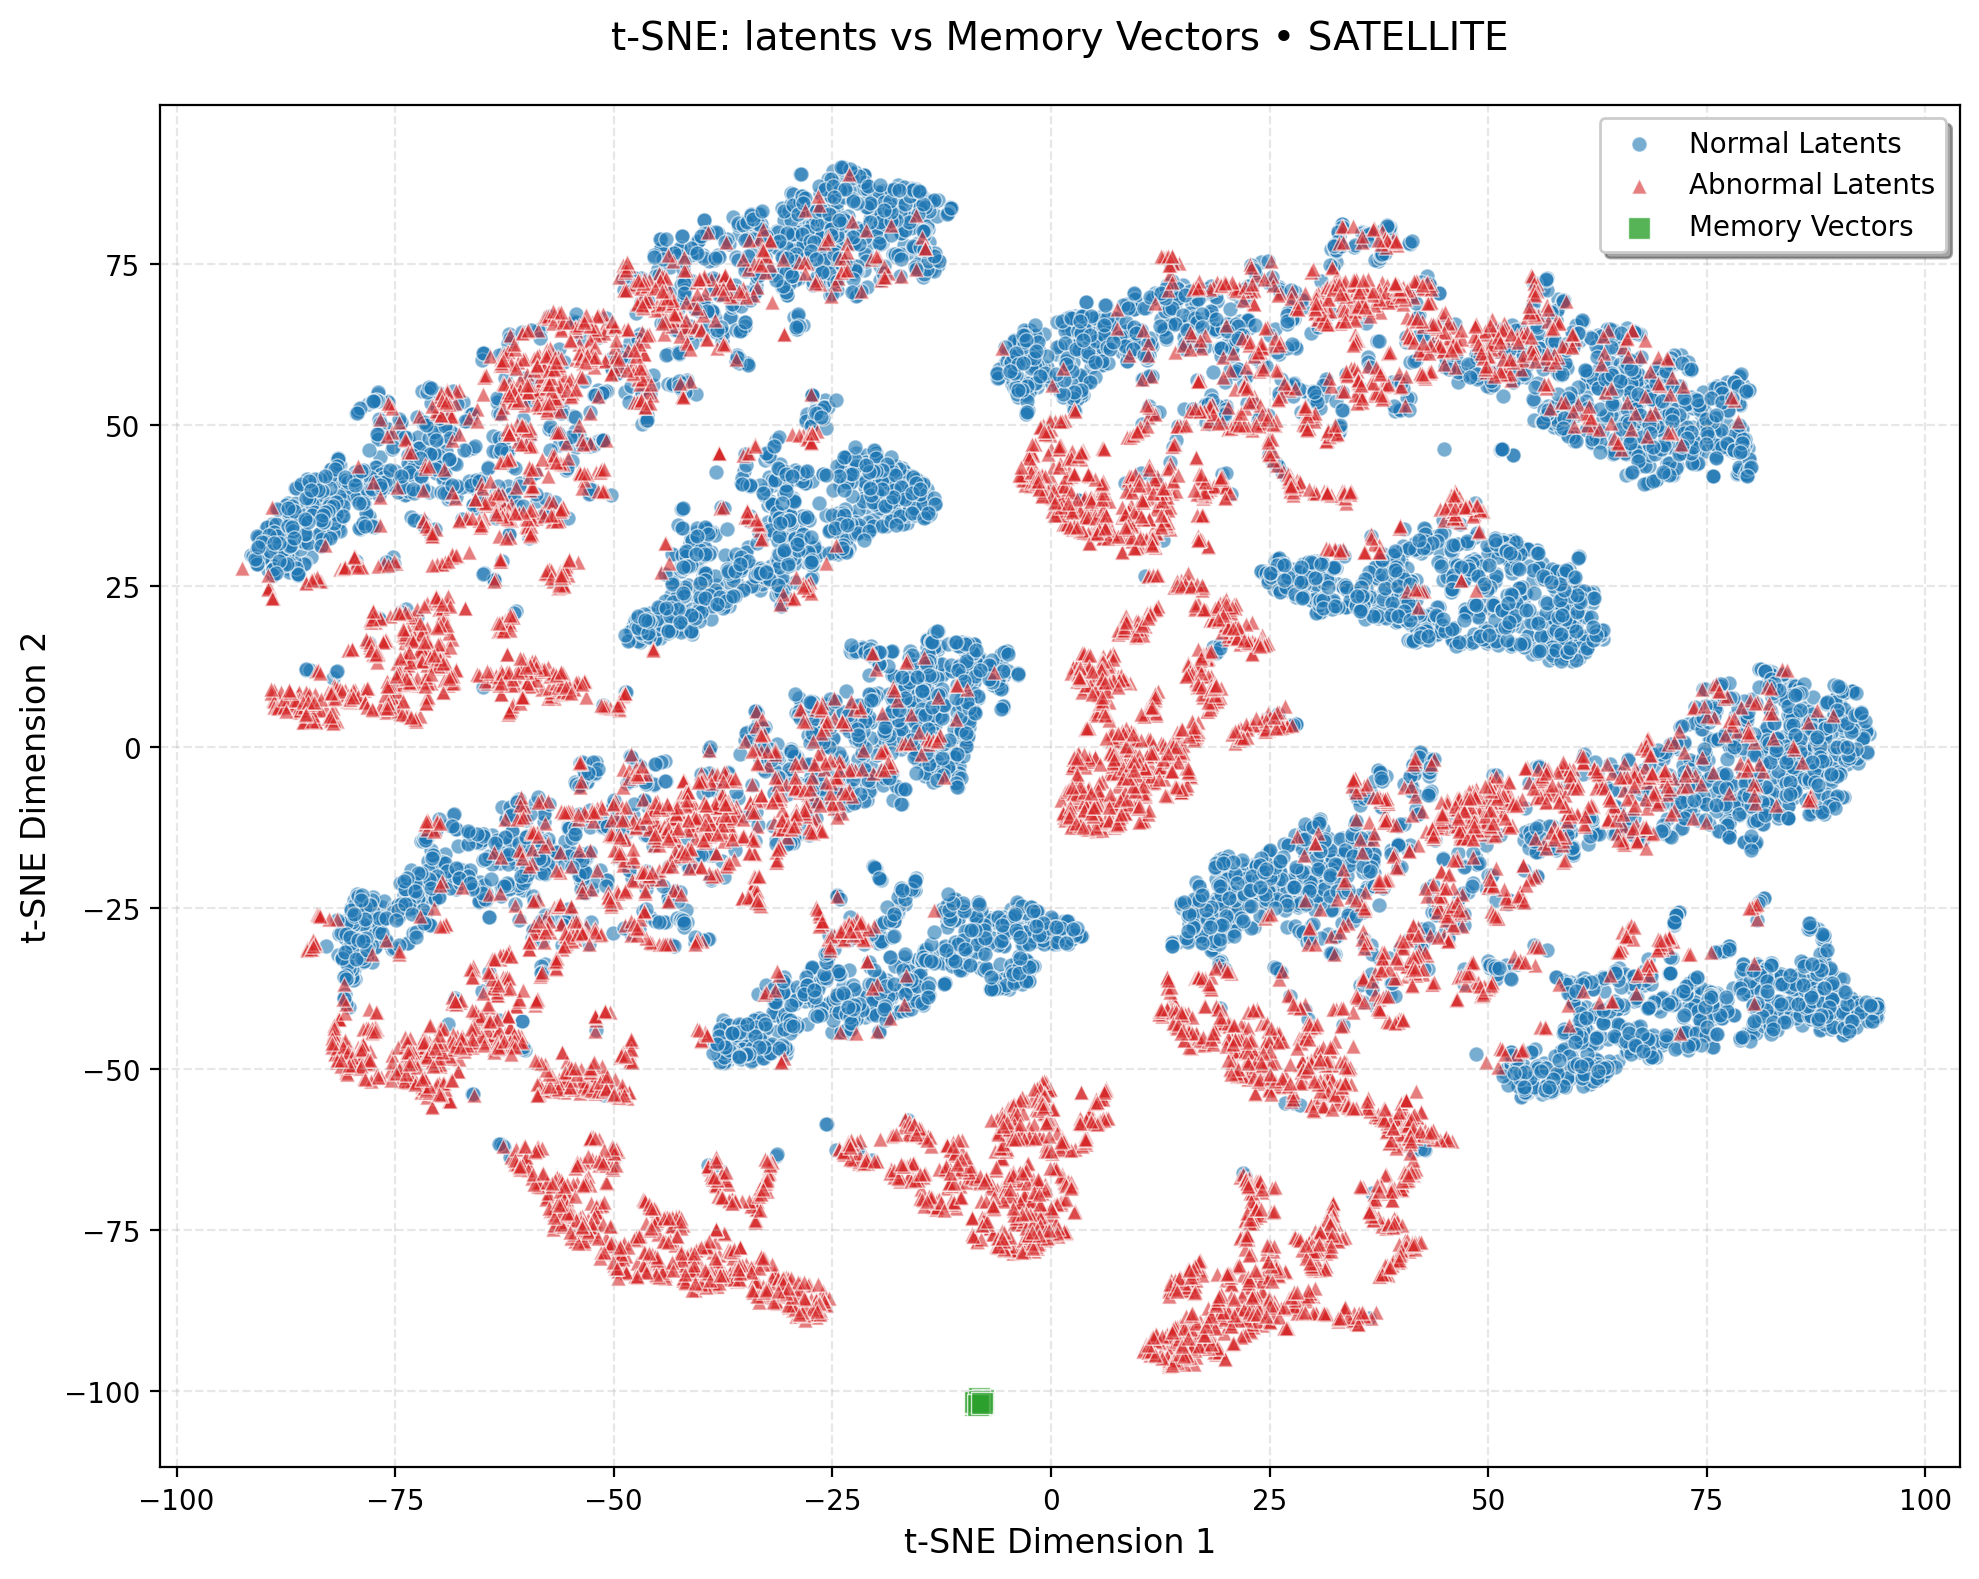 t-SNE: latents vs Memory Vectors • SATELLITE
Normal Latents
Abnormal Latents
Memory Vectors
75
50
25
0
−25
−50
−75
−100
t-SNE Dimension 2
−100
−75
−50
−25
0
25
50
75
100
t-SNE Dimension 1